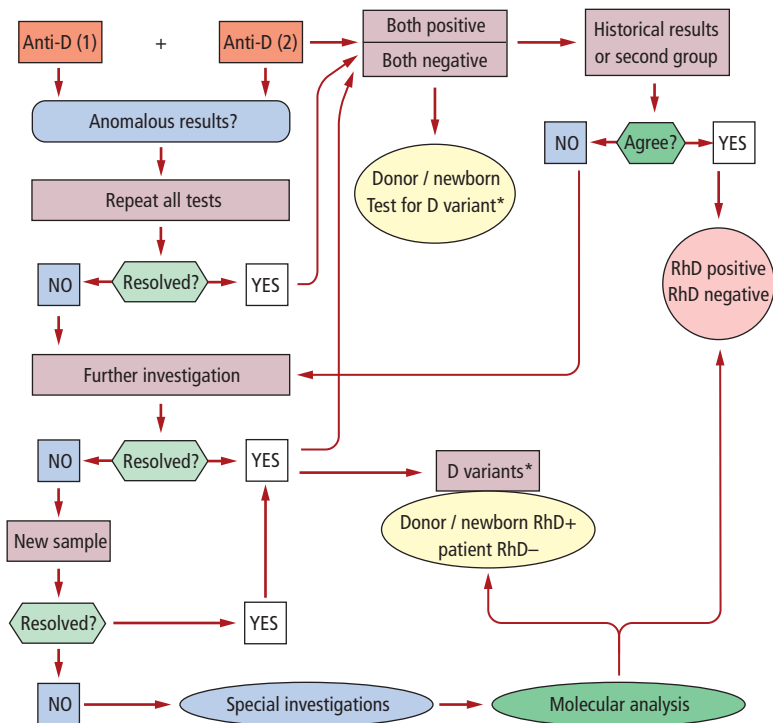 Anti-D (1)
+
Anti-D (2)
Both positive
Both negative
Historical results
or second group
Anomalous results?
NO
Agree?
YES
Donor / newborn
Test for D variant*
Repeat all tests
NO
Resolved?
YES
RhD positive
RhD negative
Further investigation
NO
Resolved?
YES
D variants*
Donor / newborn RhD+
patient RhD–
New sample
Resolved?
YES
NO
Special investigations
Molecular analysis